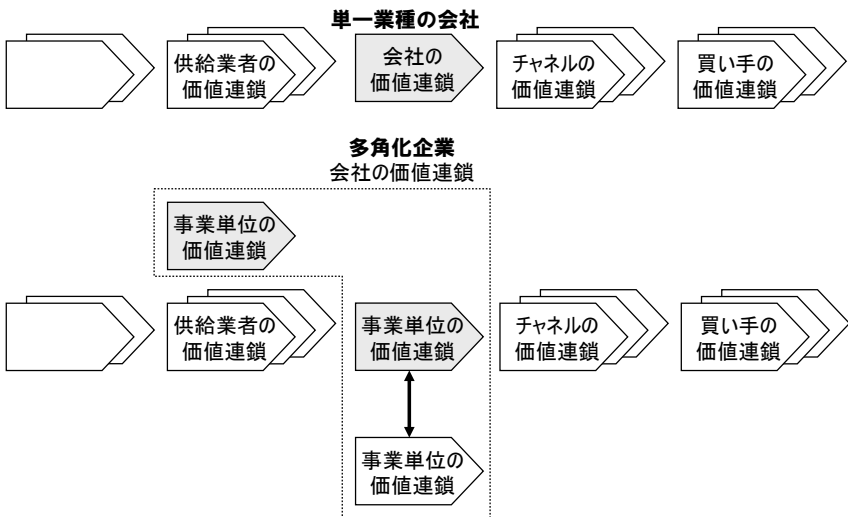 単一業種の会社
供給業者の
価値連鎖
会社の
価値連鎖
チャネルの
価値連鎖
買い手の
価値連鎖
多角化企業
会社の価値連鎖
事業単位の
価値連鎖
供給業者の
価値連鎖
事業単位の
価値連鎖
チャネルの
価値連鎖
買い手の
価値連鎖
事業単位の
価値連鎖